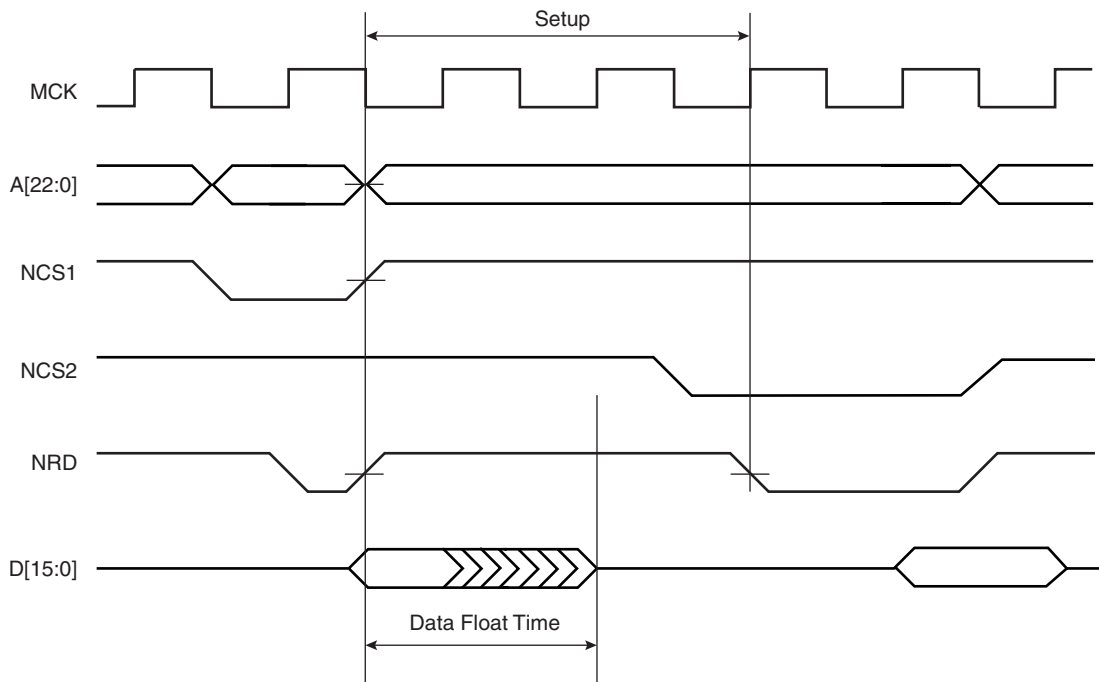 Setup
MCK
A[22:0]
NCS1
NCS2
NRD
D[15:0]
Data Float Time